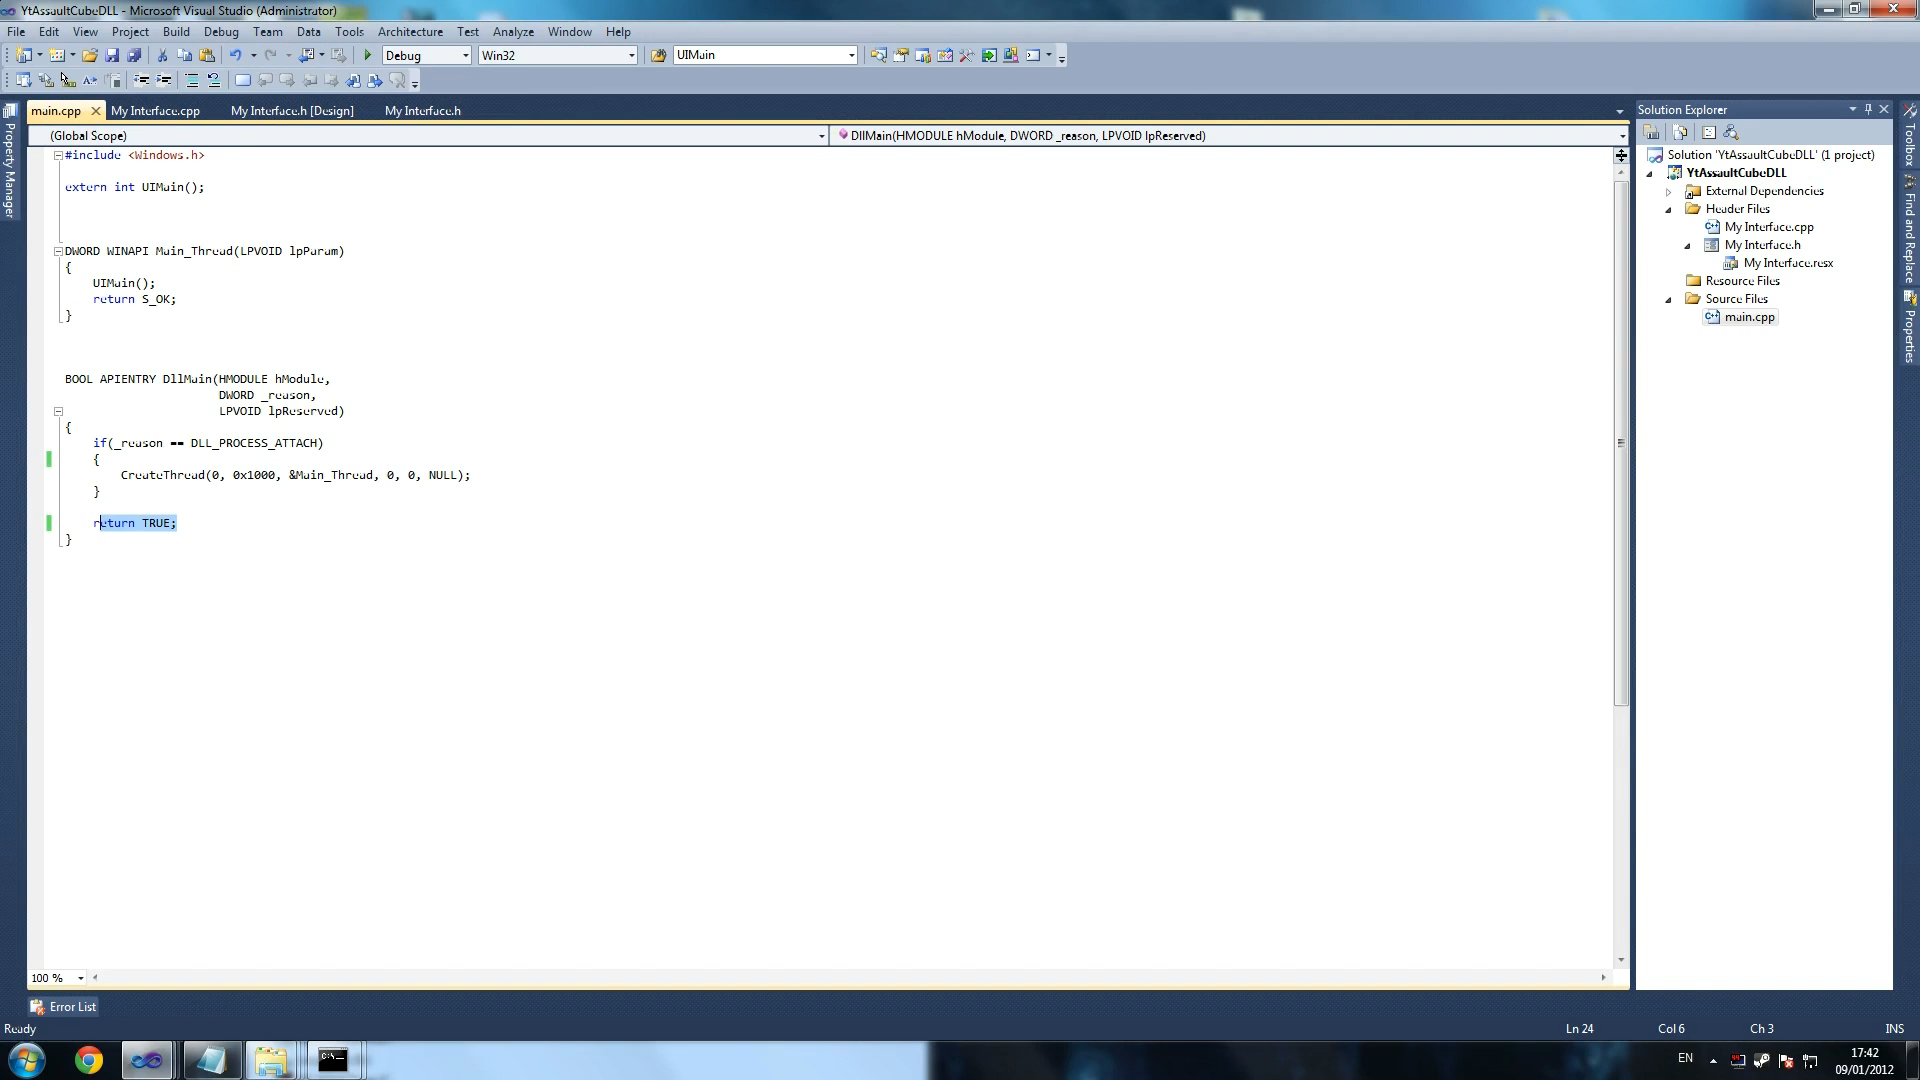 YtAssaultCubeDLL - Microsoft Visual Studio (Administrator)
File Edit View Project Build Debug Team Data Tools Architecture Test Analyze Window Help
Debug Win32 UIMain
main.cpp My Interface.cpp My Interface.h [Design] My Interface.h
(Global Scope) DllMain(HMODULE hModule, DWORD _reason, LPVOID lpReserved)
#include <Windows.h>
extern int UIMain();
DWORD WINAPI Main_Thread(LPVOID lpParam)
{
UIMain();
return S_OK;
}
BOOL APIENTRY DllMain(HMODULE hModule,
DWORD _reason,
LPVOID lpReserved)
{
if(_reason == DLL_PROCESS_ATTACH)
{
CreateThread(0, 0x1000, &Main_Thread, 0, 0, NULL);
}
return TRUE;
}
100 %
Property Manager
Solution Explorer
Solution 'YtAssaultCubeDLL' (1 project)
YtAssaultCubeDLL
External Dependencies
Header Files
My Interface.cpp
My Interface.h
My Interface.resx
Resource Files
Source Files
main.cpp
Toolbox
Find and Replace
Properties
Error List
Ready Ln 24 Col 6 Ch 3 INS
C:\_
EN
17:42
09/01/2012